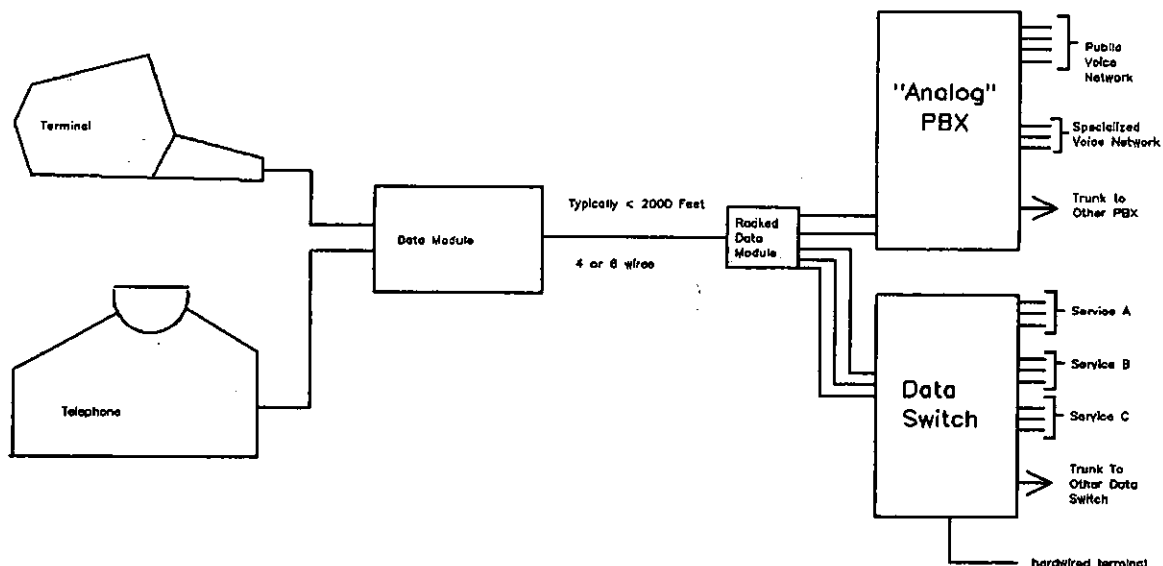 Terminal
Telephone
Data Module
Typically < 2000 Feet
4 or 6 wires
Racked
Data
Module
"Analog"
PBX
Public
Voice
Network
Specialized
Voice Network
Trunk to
Other PBX
Data
Switch
Service A
Service B
Service C
Trunk To
Other Data
Switch
hardwired terminal